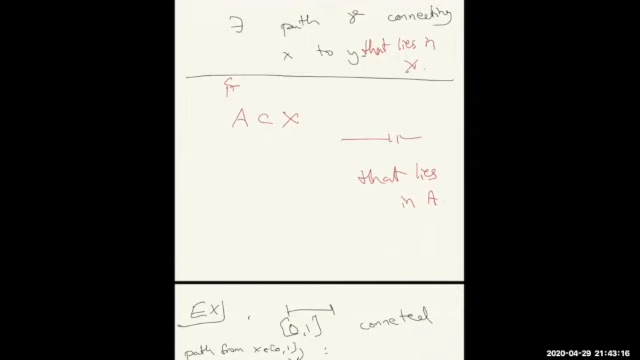 ∃ path γ connecting
x to y that lies in
X.
A ⊂ X
that lies
in A.
EX). [0,1] connected
path from x∈[0,1]
2020-04-29 21:43:16